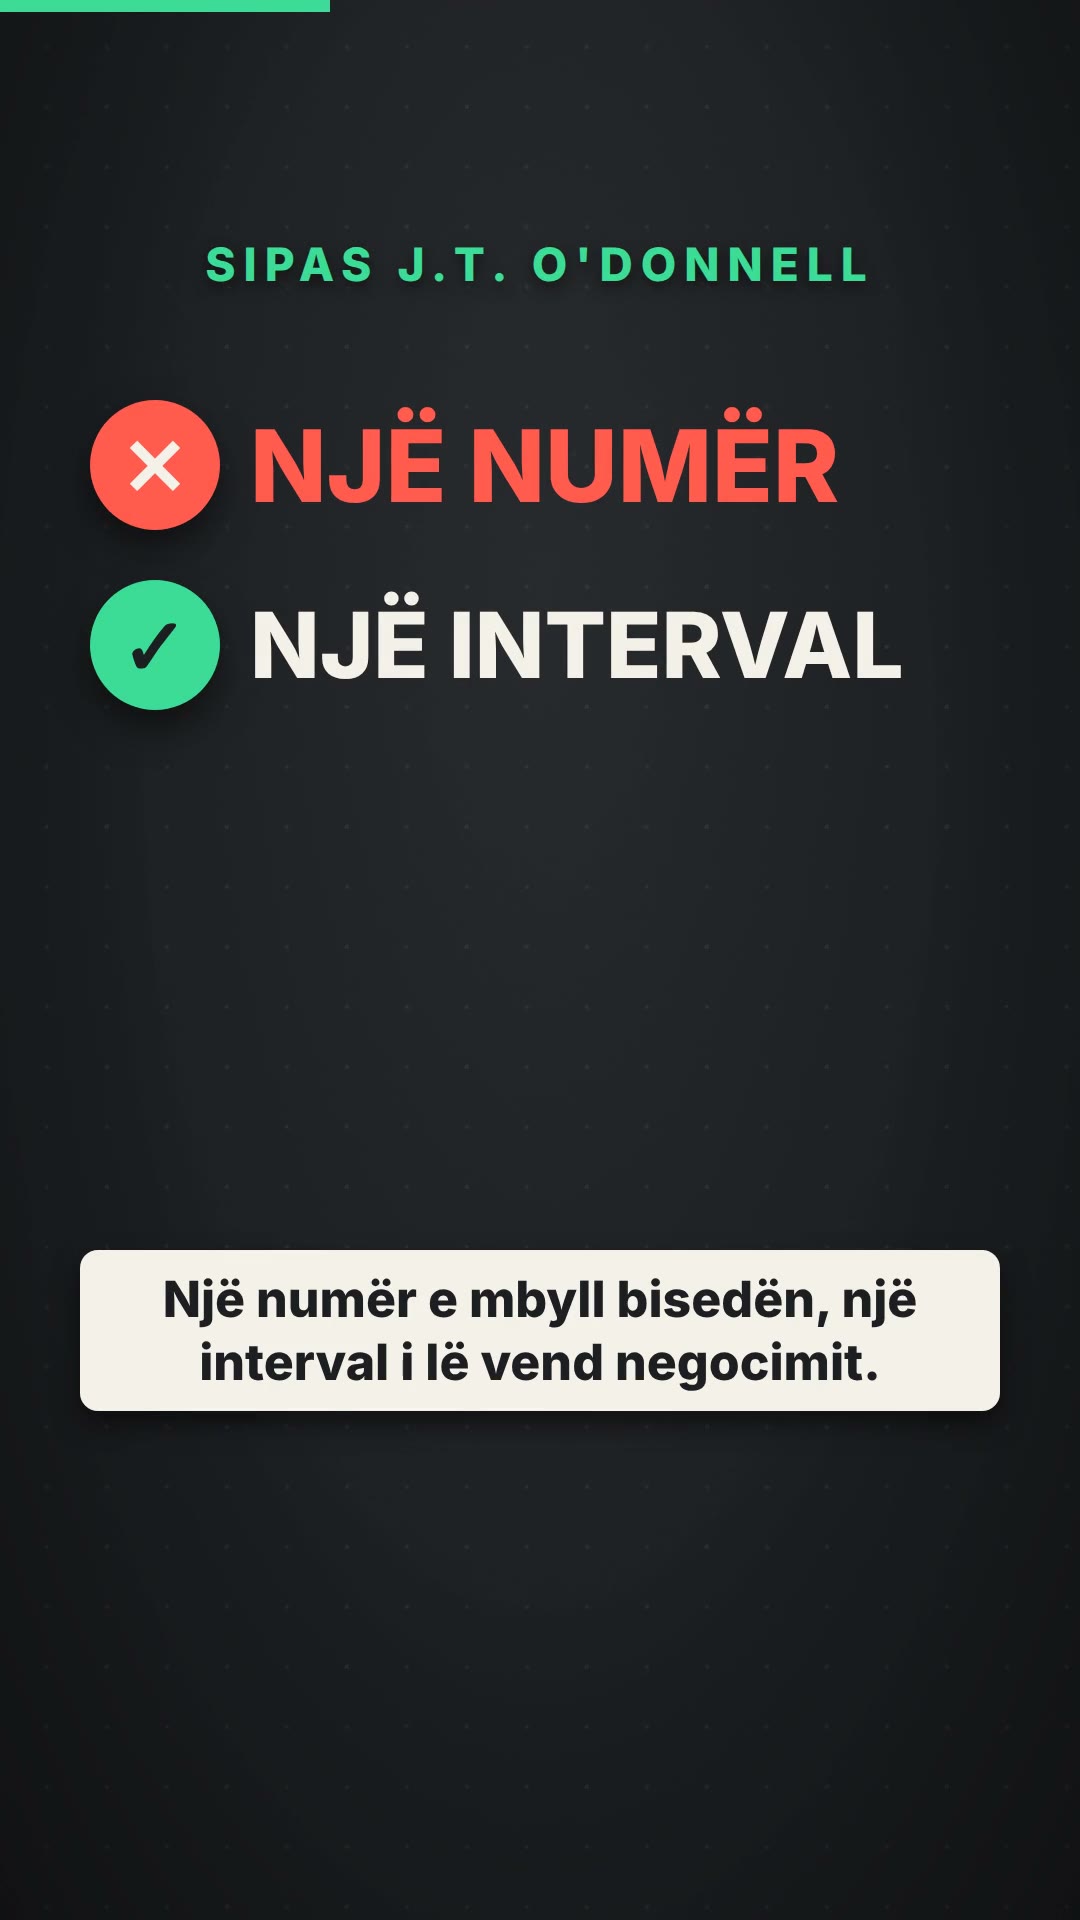 SIPAS J.T. O'DONNELL
✕ NJË NUMËR
✓ NJË INTERVAL
Një numër e mbyll bisedën, një
interval i lë vend negocimit.